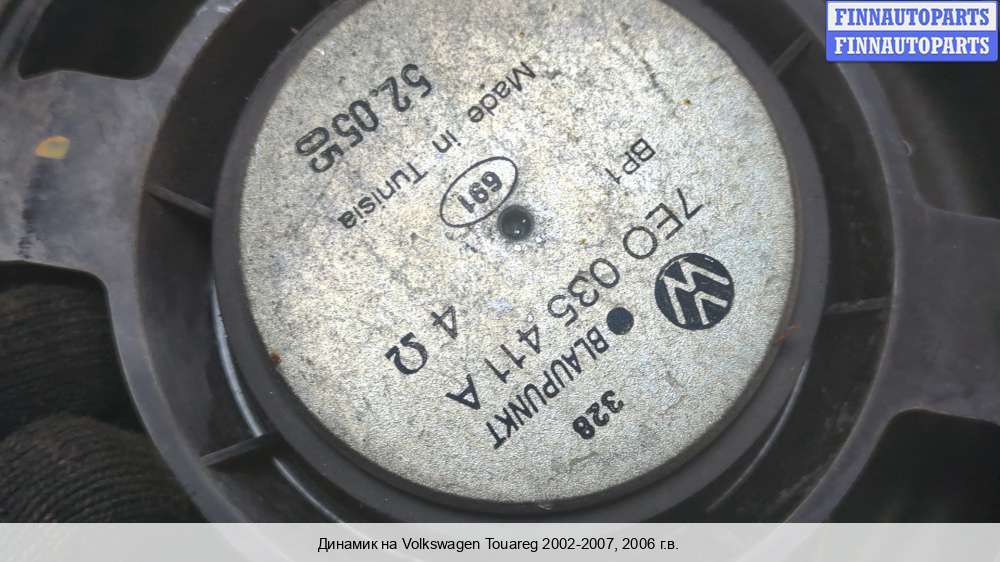 FINNAUTOPARTS
FINNAUTOPARTS
328
BLAUPUNKT
7EO 035 411 A
BP1
4 Ω
691
Made in Tunisia
52.05
Динамик на Volkswagen Touareg 2002-2007, 2006 г.в.